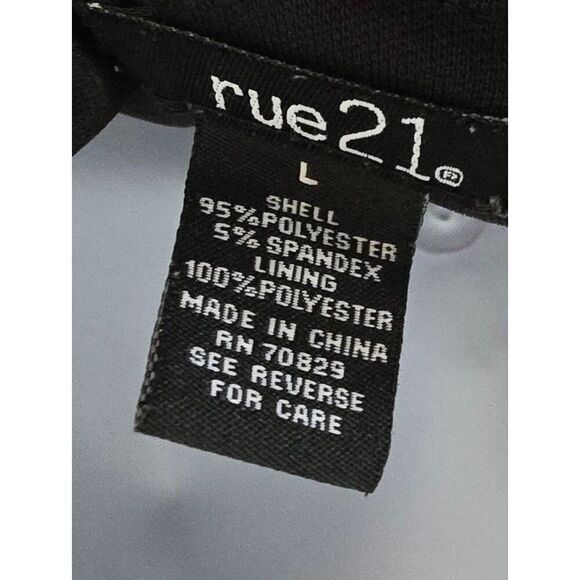 rue21®
L
SHELL
95%POLYESTER
5% SPANDEX
LINING
100%POLYESTER
MADE IN CHINA
RN 70829
SEE REVERSE
FOR CARE